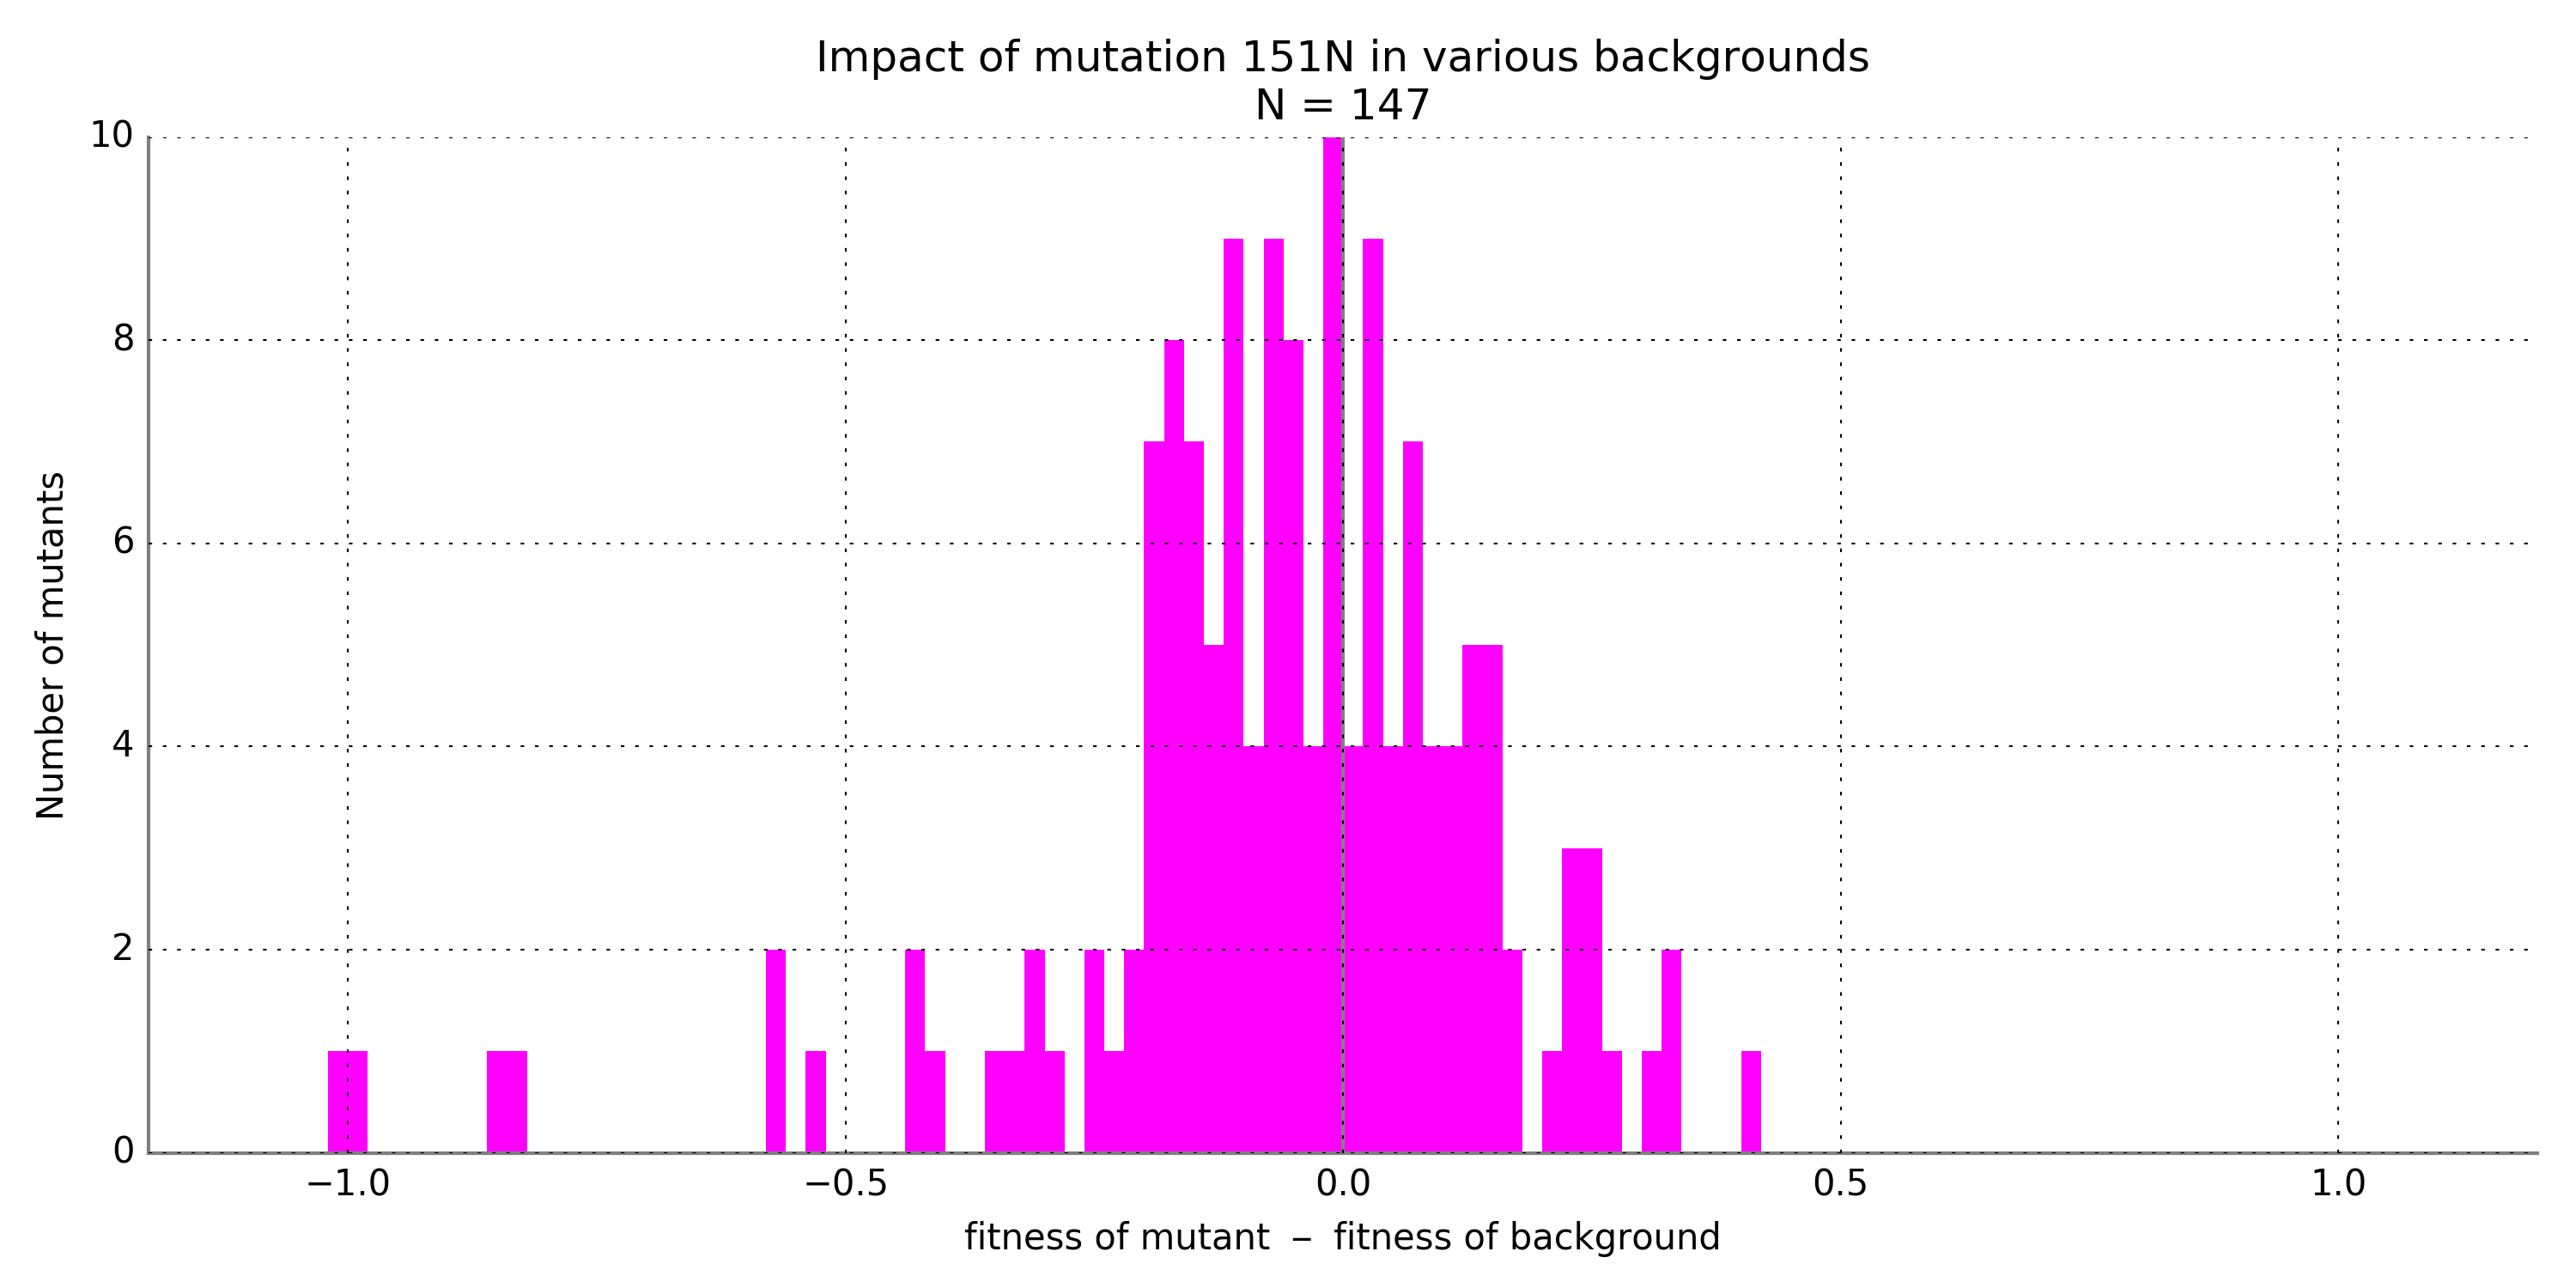 Impact of mutation 151N in various backgrounds
N = 147
10
8
6
4
2
0
Number of mutants
−1.0 −0.5 0.0 0.5 1.0
fitness of mutant – fitness of background